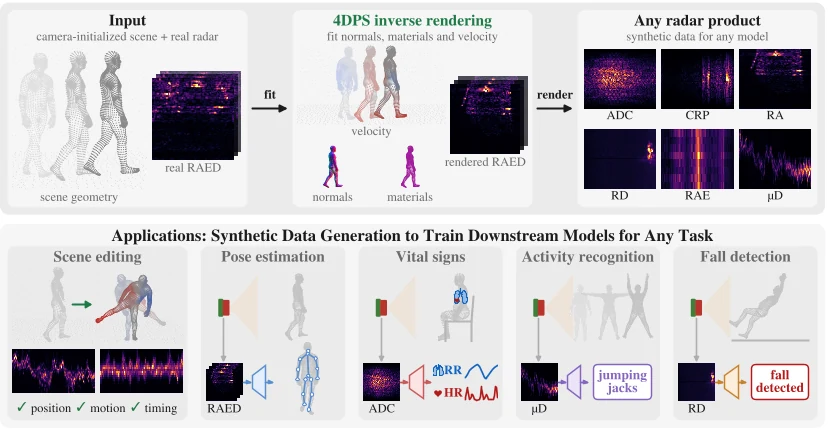 Input
camera-initialized scene + real radar
real RAED
scene geometry
fit
4DPS inverse rendering
fit normals, materials and velocity
velocity
rendered RAED
normals
materials
render
Any radar product
synthetic data for any model
ADC
CRP
RA
RD
RAE
μD
Applications: Synthetic Data Generation to Train Downstream Models for Any Task
Scene editing
✓ position ✓ motion ✓ timing
Pose estimation
RAED
Vital signs
RR
HR
ADC
Activity recognition
jumping
jacks
μD
Fall detection
fall
detected
RD